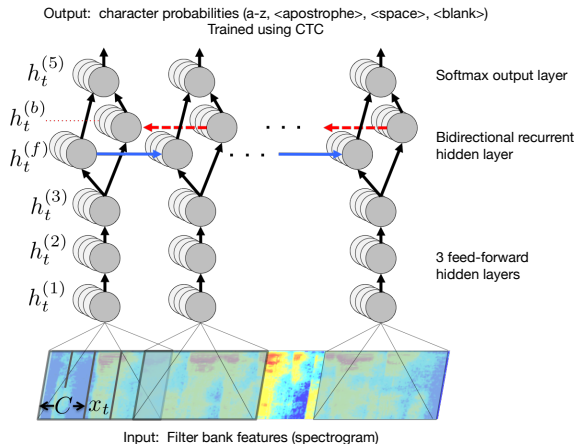 Output: character probabilities (a-z, <apostrophe>, <space>, <blank>)
Trained using CTC
h_t^{(5)}
Softmax output layer
h_t^{(b)}
Bidirectional recurrent
hidden layer
h_t^{(f)}
h_t^{(3)}
h_t^{(2)}
3 feed-forward
hidden layers
h_t^{(1)}
C x_t
Input: Filter bank features (spectrogram)